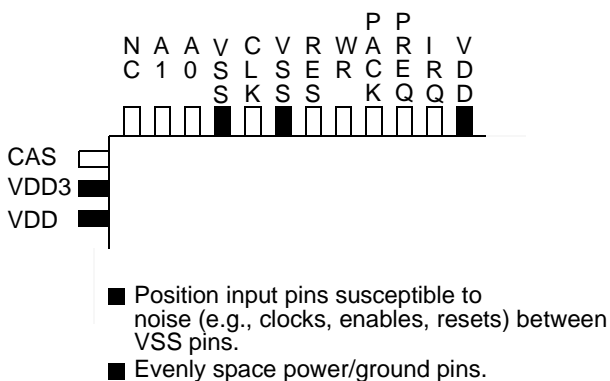 NC A1 A0 VSS CLK VSS RES WR PACK PREQ IRQ VDD
CAS
VDD3
VDD
Position input pins susceptible to
noise (e.g., clocks, enables, resets) between
VSS pins.
Evenly space power/ground pins.